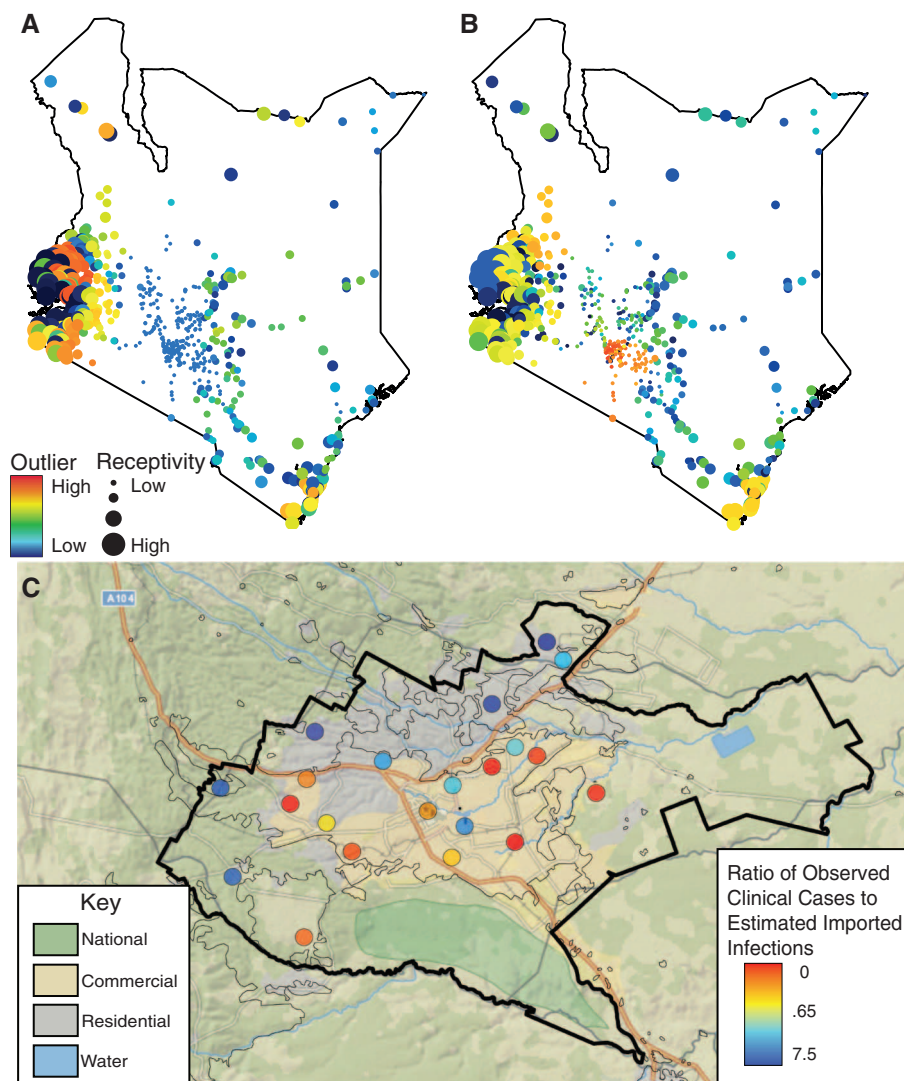 A
B
Outlier
High
Low
Receptivity
Low
High
C
A104
Key
National
Commercial
Residential
Water
Ratio of Observed
Clinical Cases to
Estimated Imported
Infections
0
.65
7.5